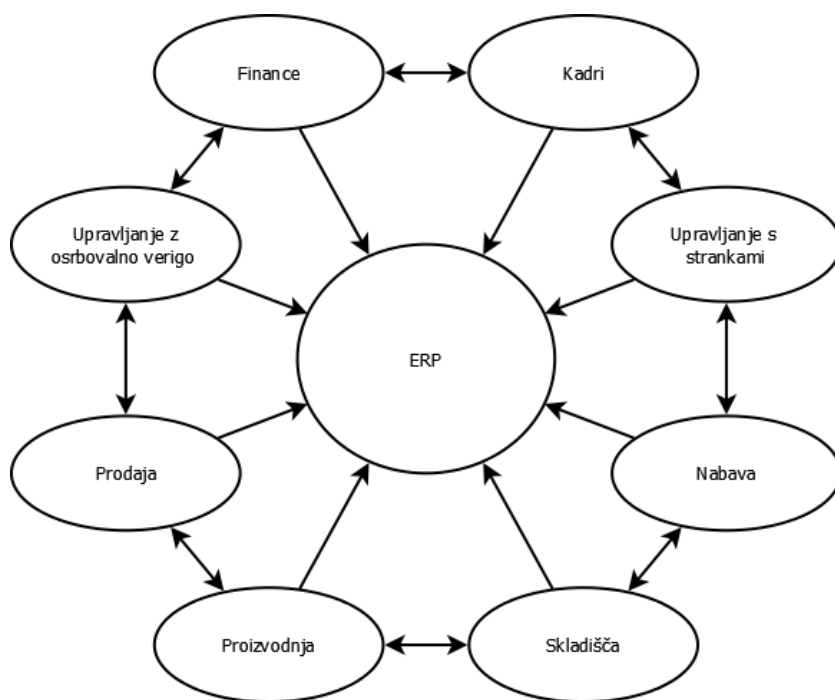 Finance
Kadri
Upravljanje z
osrbovalno verigo
Upravljanje s
strankami
ERP
Prodaja
Nabava
Proizvodnja
Skladišča